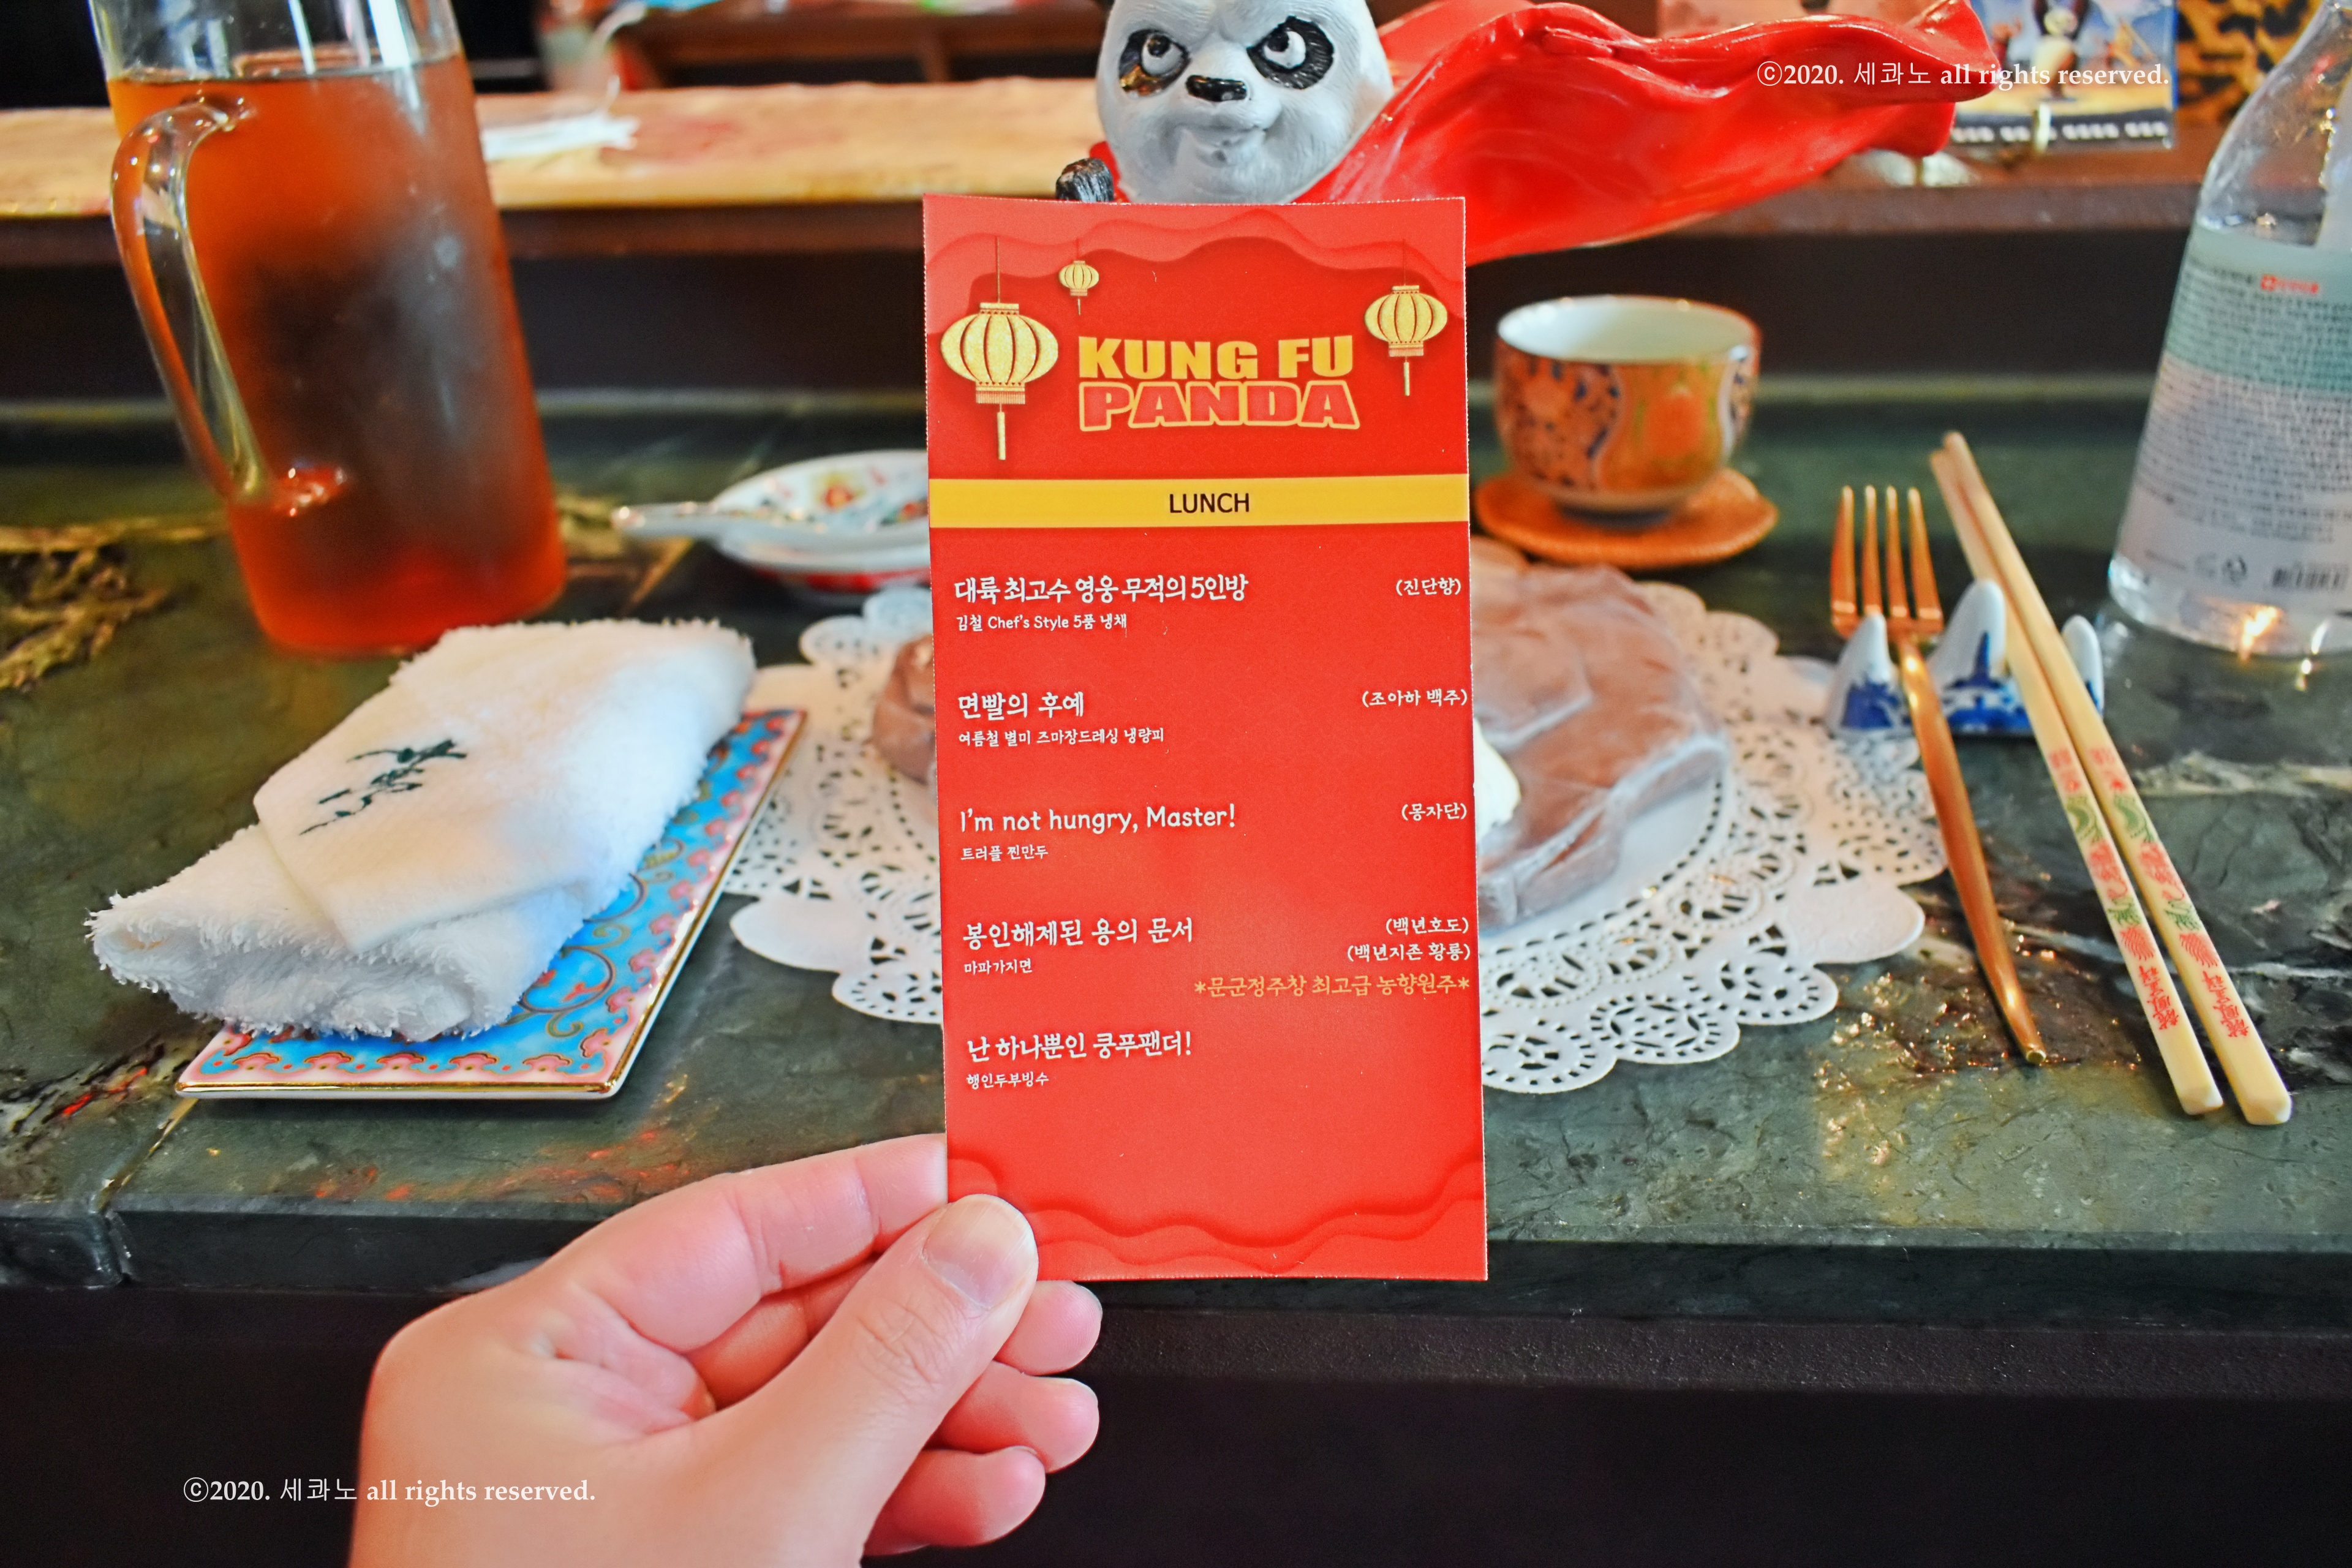 ⓒ2020. 세콰노 all rights reserved.
KUNG FU
PANDA
LUNCH
대륙 최고수 영웅 무적의 5인방 (진단향)
김철 Chef's Style 5품 냉채
면빨의 후예 (조아하 백주)
여름철 별미 즈마장드레싱 냉량피
I'm not hungry, Master! (몽자단)
트러플 찐만두
봉인해제된 용의 문서 (백년호도)
마파가지면 (백년지존 황룡)
*문군정주창 최고급 농향원주*
난 하나뿐인 쿵푸팬더!
행인두부빙수
ⓒ2020. 세콰노 all rights reserved.